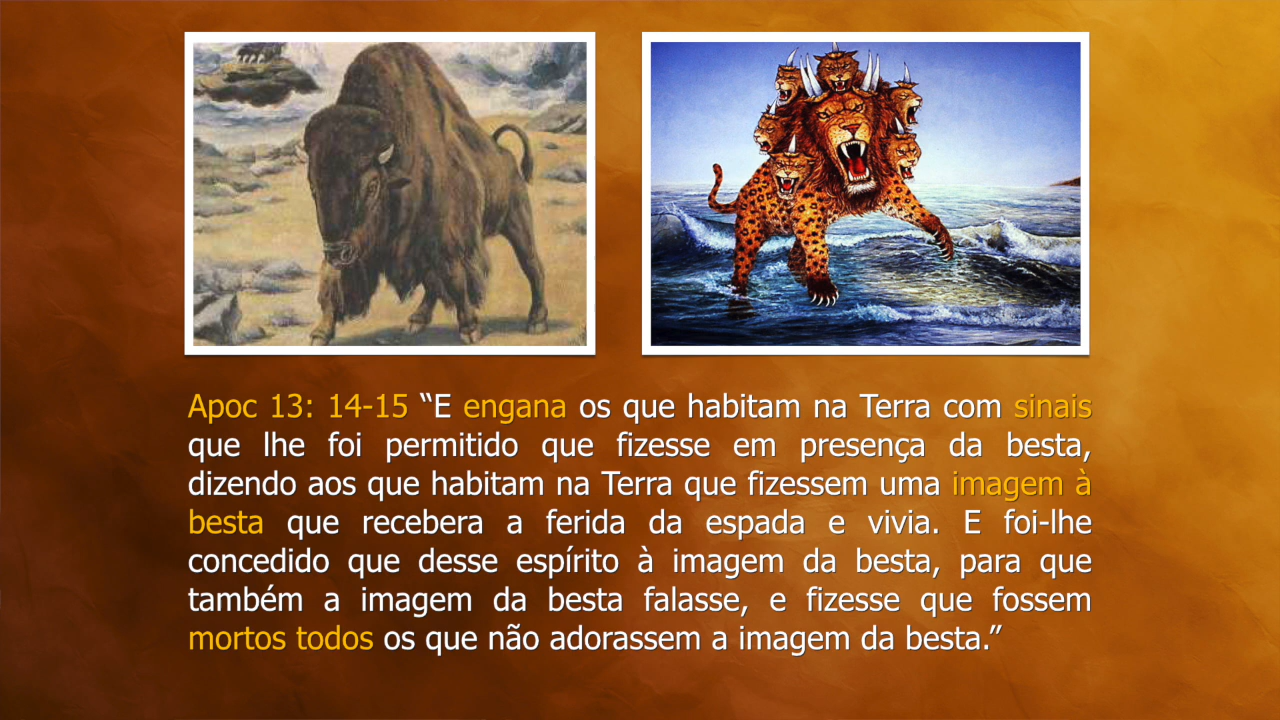 Apoc 13: 14-15 “E engana os que habitam na Terra com sinais
que lhe foi permitido que fizesse em presença da besta,
dizendo aos que habitam na Terra que fizessem uma imagem à
besta que recebera a ferida da espada e vivia. E foi-lhe
concedido que desse espírito à imagem da besta, para que
também a imagem da besta falasse, e fizesse que fossem
mortos todos os que não adorassem a imagem da besta.”